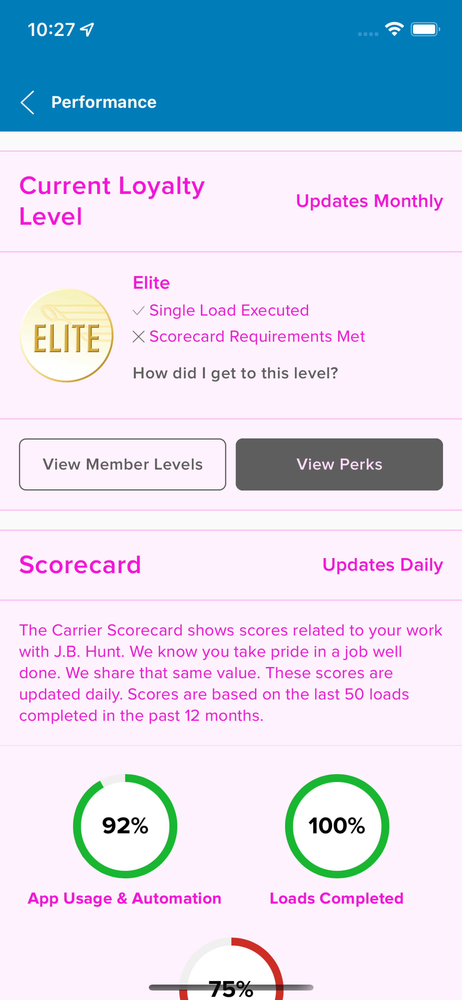 10:27
Performance
Current Loyalty
Level
Updates Monthly
Elite
ELITE
Single Load Executed
Scorecard Requirements Met
How did I get to this level?
View Member Levels
View Perks
Scorecard
Updates Daily
The Carrier Scorecard shows scores related to your work
with J.B. Hunt. We know you take pride in a job well
done. We share that same value. These scores are
updated daily. Scores are based on the last 50 loads
completed in the past 12 months.
92%
100%
App Usage & Automation
Loads Completed
75%